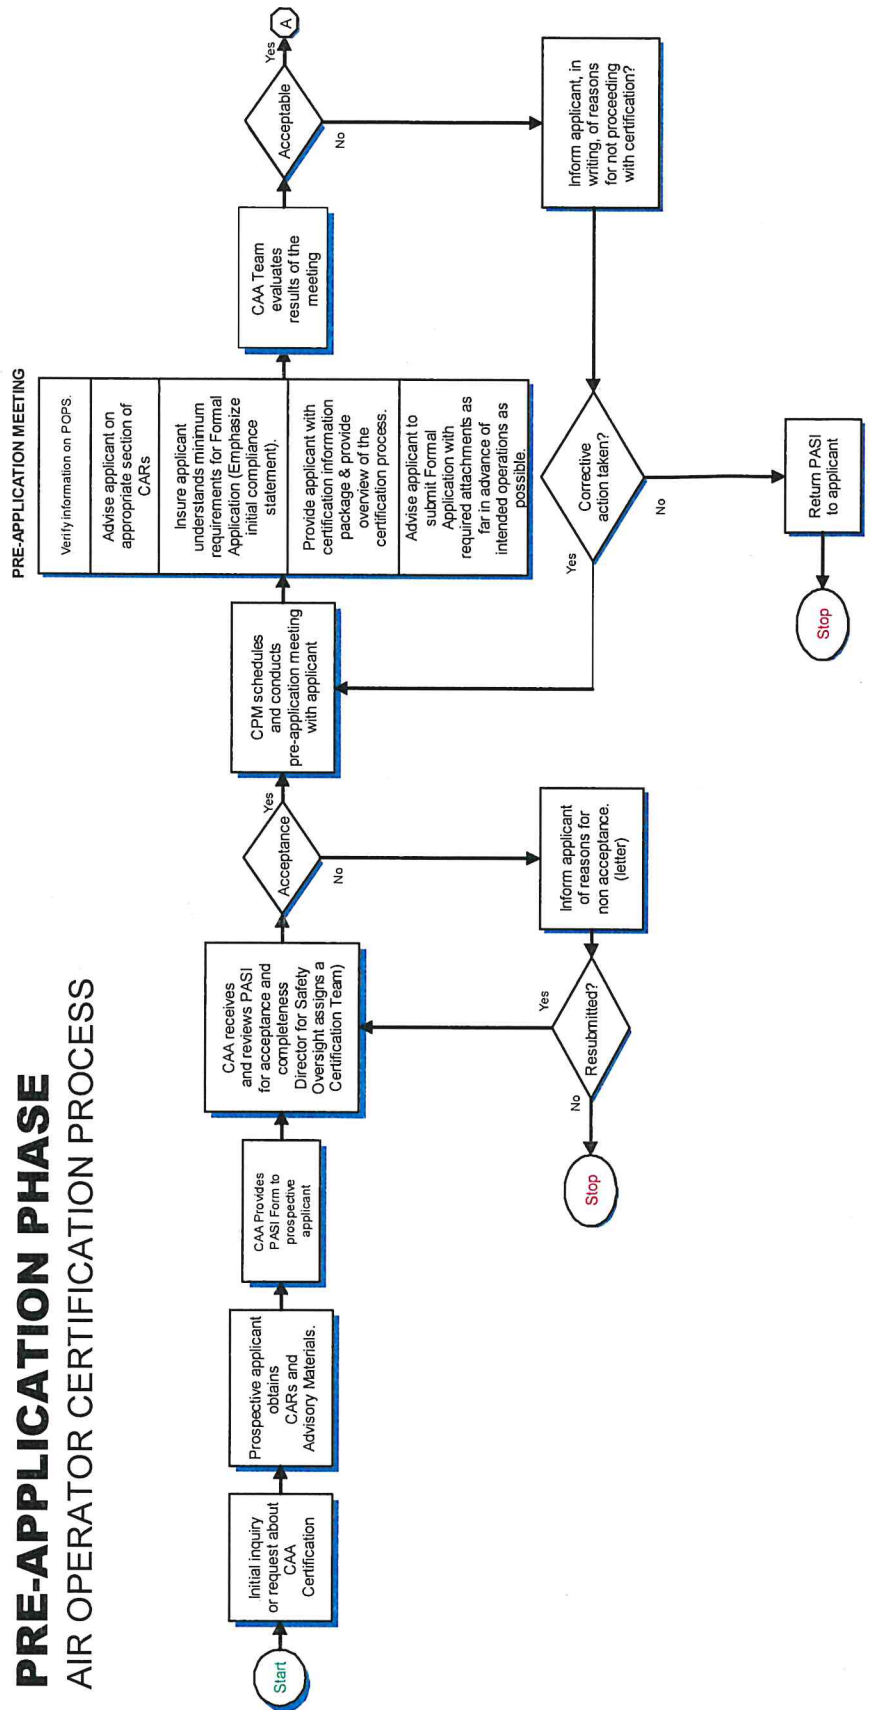 PRE-APPLICATION PHASE
AIR OPERATOR CERTIFICATION PROCESS
Start
Initial inquiry
or request about
CAA
Certification
Prospective applicant
obtains
CARs and
Advisory Materials.
CAA Provides
PASI Form to
prospective
applicant
CAA receives
and reviews PASI
for acceptance and
completeness
Director for Safety
Oversight assigns a
Certification Team)
Acceptance
Yes
No
Inform applicant
of reasons for
non acceptance.
(letter)
Resubmitted?
Yes
No
Stop
CPM schedules
and conducts
pre-application meeting
with applicant
PRE-APPLICATION MEETING
Verify information on POPS.
Advise applicant on
appropriate section of
CARs
Insure applicant
understands minimum
requirements for Formal
Application (Emphasize
initial compliance
statement).
Provide applicant with
certification information
package & provide
overview of the
certification process.
Advise applicant to
submit Formal
Application with
required attachments as
far in advance of
intended operations as
possible.
CAA Team
evaluates
results of the
meeting
Acceptable
Yes
A
No
Inform applicant, in
writing, of reasons
for not proceeding
with certification?
Corrective
action taken?
Yes
No
Return PASI
to applicant
Stop